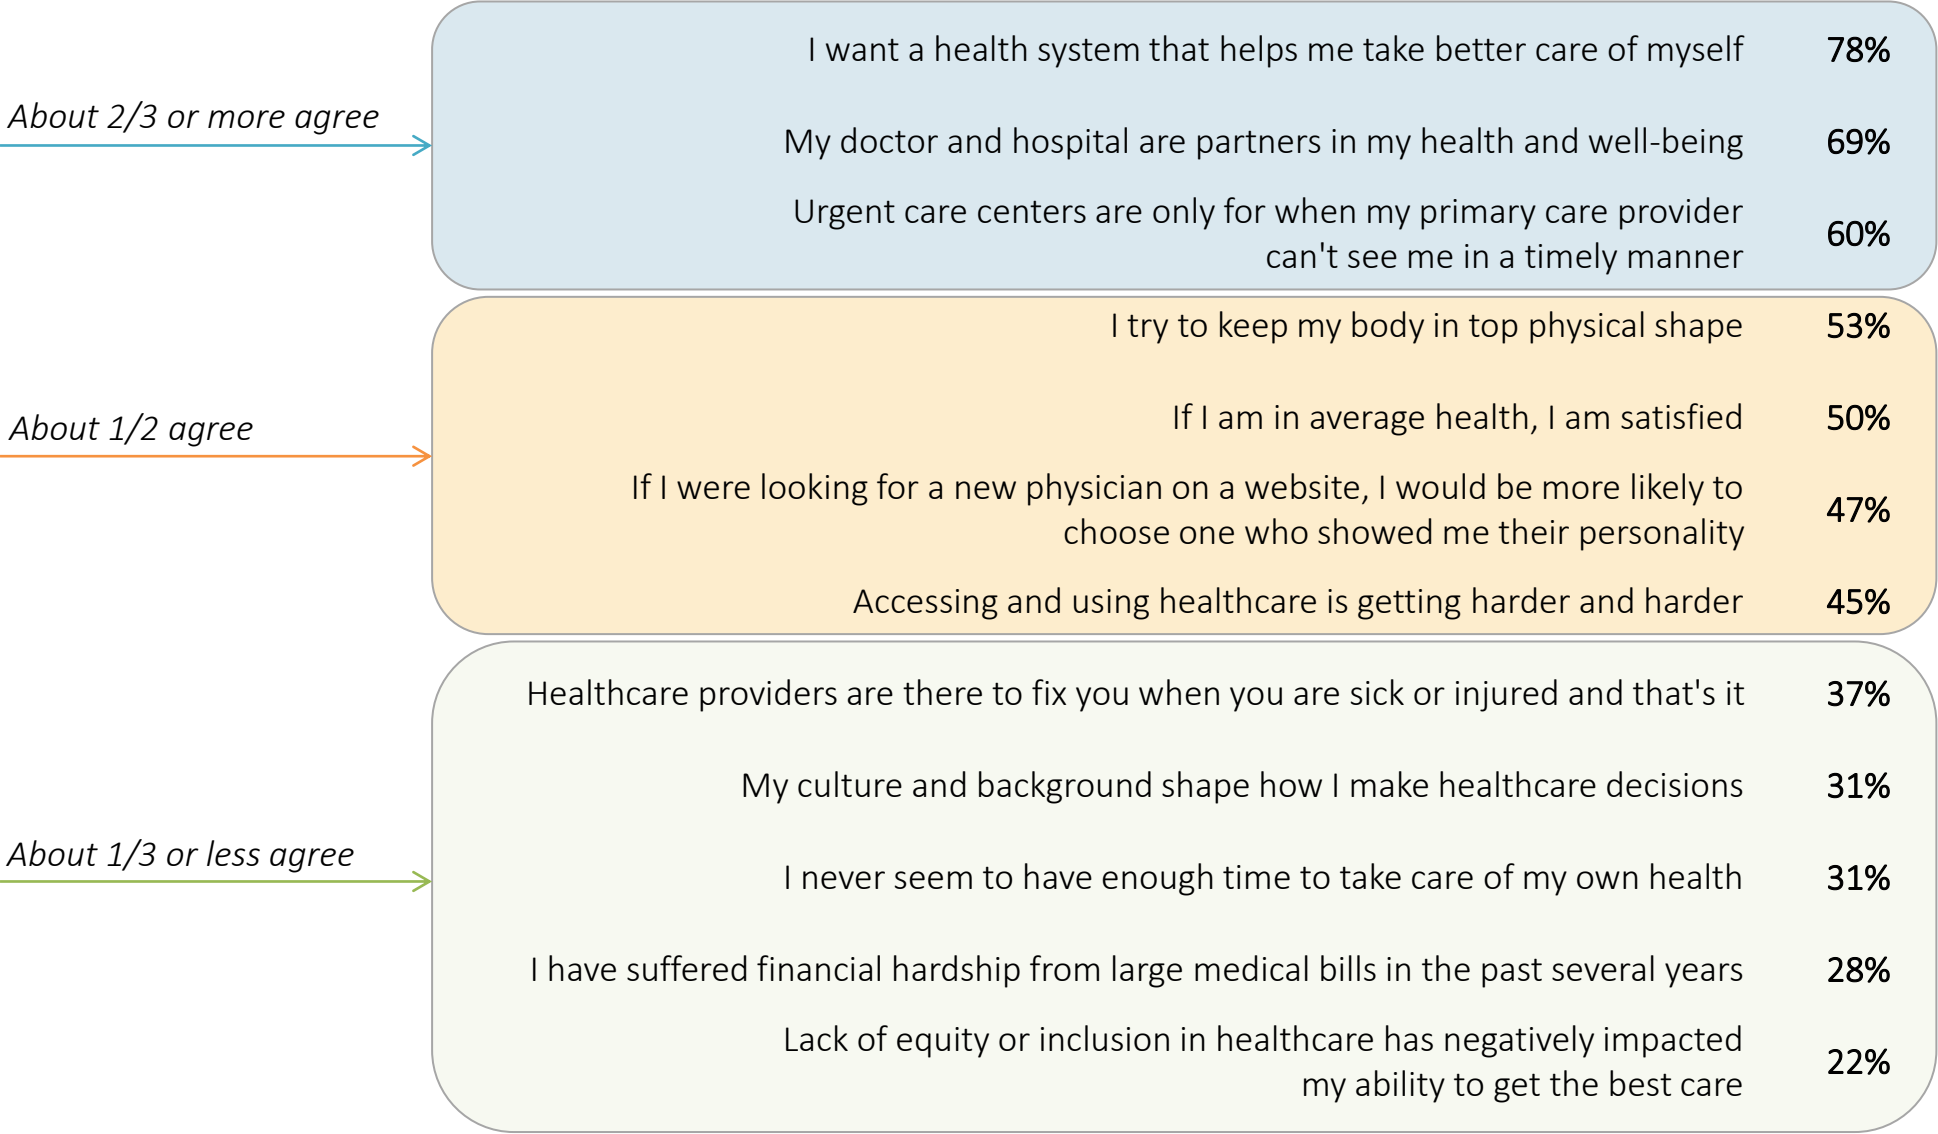 I want a health system that helps me take better care of myself 78%
About 2/3 or more agree
My doctor and hospital are partners in my health and well-being 69%
Urgent care centers are only for when my primary care provider
can't see me in a timely manner 60%
I try to keep my body in top physical shape 53%
About 1/2 agree
If I am in average health, I am satisfied 50%
If I were looking for a new physician on a website, I would be more likely to
choose one who showed me their personality 47%
Accessing and using healthcare is getting harder and harder 45%
Healthcare providers are there to fix you when you are sick or injured and that's it 37%
My culture and background shape how I make healthcare decisions 31%
About 1/3 or less agree
I never seem to have enough time to take care of my own health 31%
I have suffered financial hardship from large medical bills in the past several years 28%
Lack of equity or inclusion in healthcare has negatively impacted
my ability to get the best care 22%